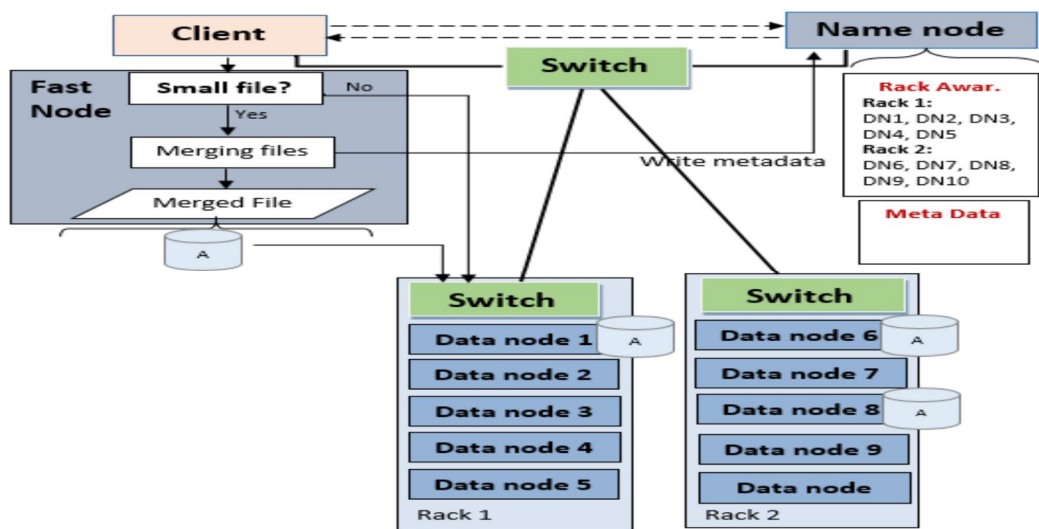 Client
Name node
Switch
Fast
Node
Small file?
No
Yes
Merging files
Write metadata
Merged File
A
Rack Awar.
Rack 1:
DN1, DN2, DN3,
DN4, DN5
Rack 2:
DN6, DN7, DN8,
DN9, DN10
Meta Data
Switch
Data node 1
A
Data node 2
Data node 3
Data node 4
Data node 5
Rack 1
Switch
Data node 6
A
Data node 7
Data node 8
A
Data node 9
Data node
Rack 2